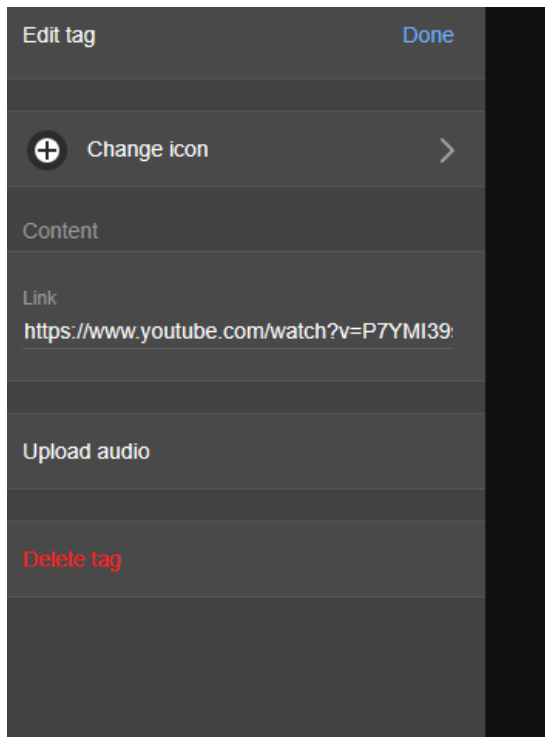 Edit tag Done
Change icon
Content
Link
https://www.youtube.com/watch?v=P7YMI39
Upload audio
Delete tag